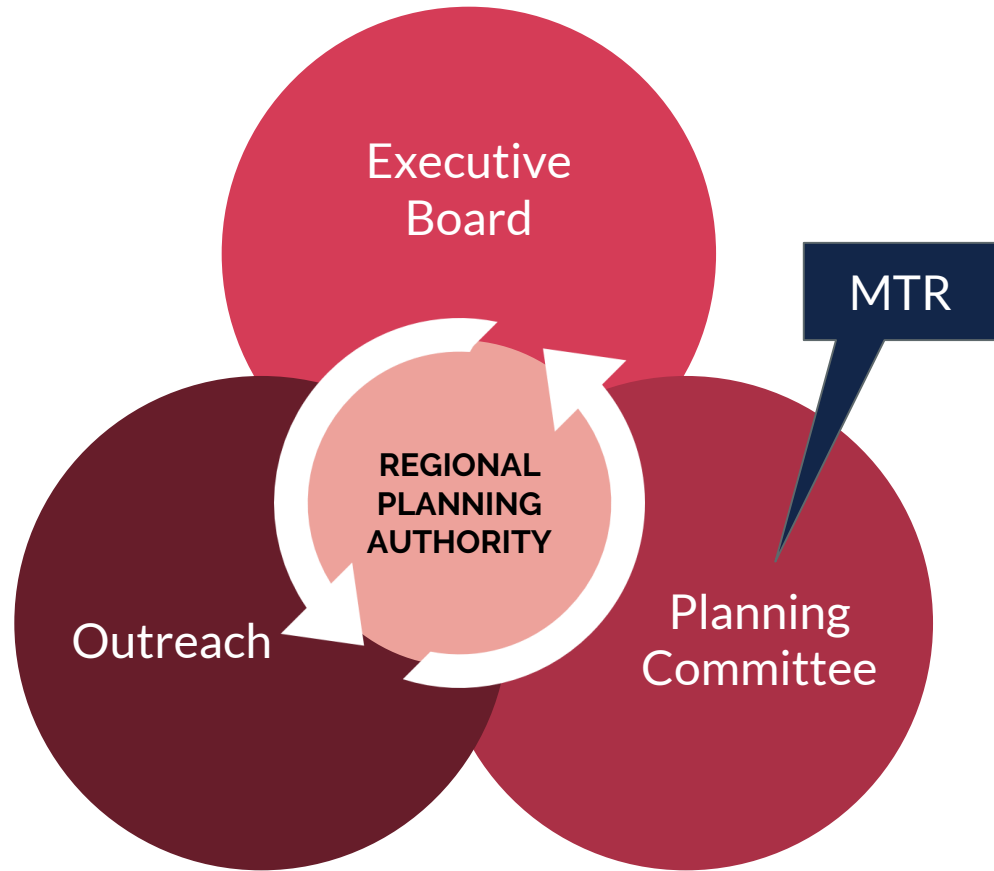 Executive
Board
MTR
REGIONAL
PLANNING
AUTHORITY
Outreach
Planning
Committee